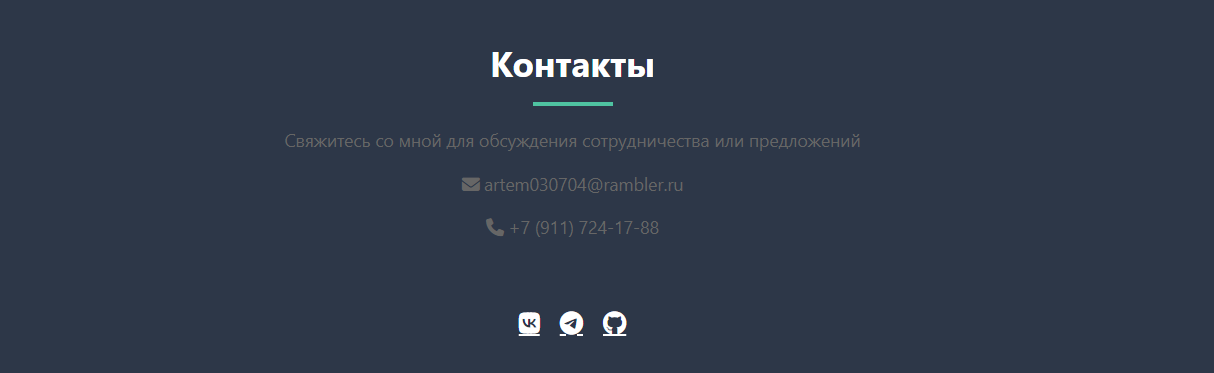 Контакты
Свяжитесь со мной для обсуждения сотрудничества или предложений
artem030704@rambler.ru
+7 (911) 724-17-88